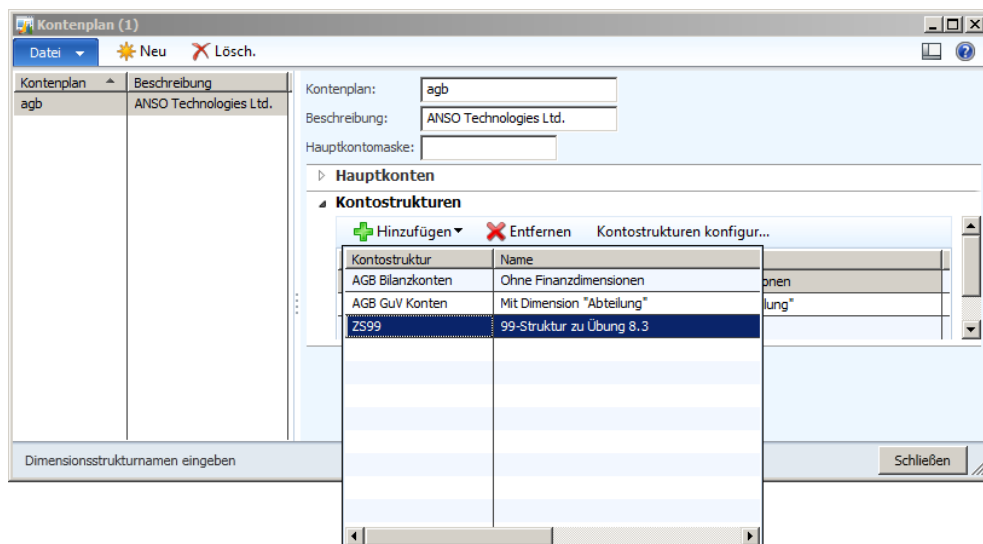 Kontenplan (1)
Datei Neu Lösch.
Kontenplan Beschreibung
agb ANSO Technologies Ltd.
Kontenplan: agb
Beschreibung: ANSO Technologies Ltd.
Hauptkontomaske:
Hauptkonten
Kontostrukturen
Hinzufügen Entfernen Kontostrukturen konfigur...
Kontostruktur Name
AGB Bilanzkonten Ohne Finanzdimensionen
AGB GuV Konten Mit Dimension "Abteilung"
ZS99 99-Struktur zu Übung 8.3
Dimensionsstrukturnamen eingeben
Schließen